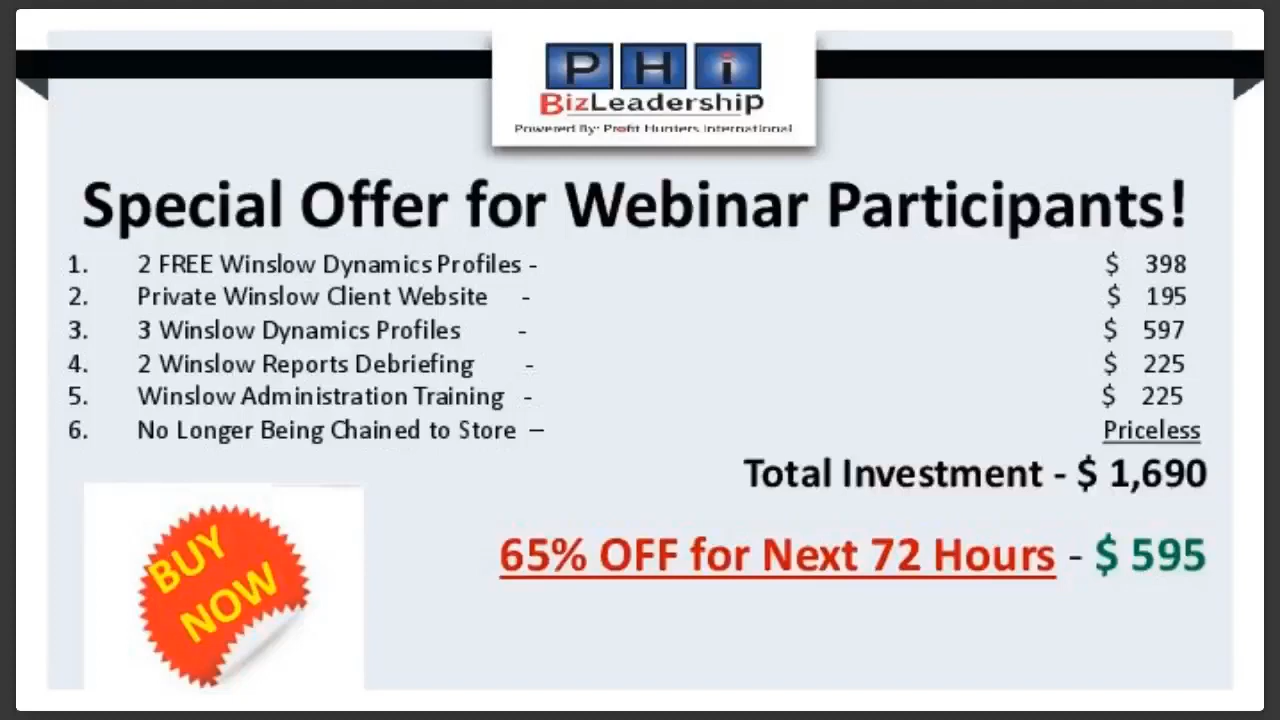 PHi
BizLeadership
Powered By: Profit Hunters International
Special Offer for Webinar Participants!
1. 2 FREE Winslow Dynamics Profiles - $ 398
2. Private Winslow Client Website - $ 195
3. 3 Winslow Dynamics Profiles - $ 597
4. 2 Winslow Reports Debriefing - $ 225
5. Winslow Administration Training - $ 225
6. No Longer Being Chained to Store – Priceless
Total Investment - $ 1,690
65% OFF for Next 72 Hours - $ 595
BUY
NOW